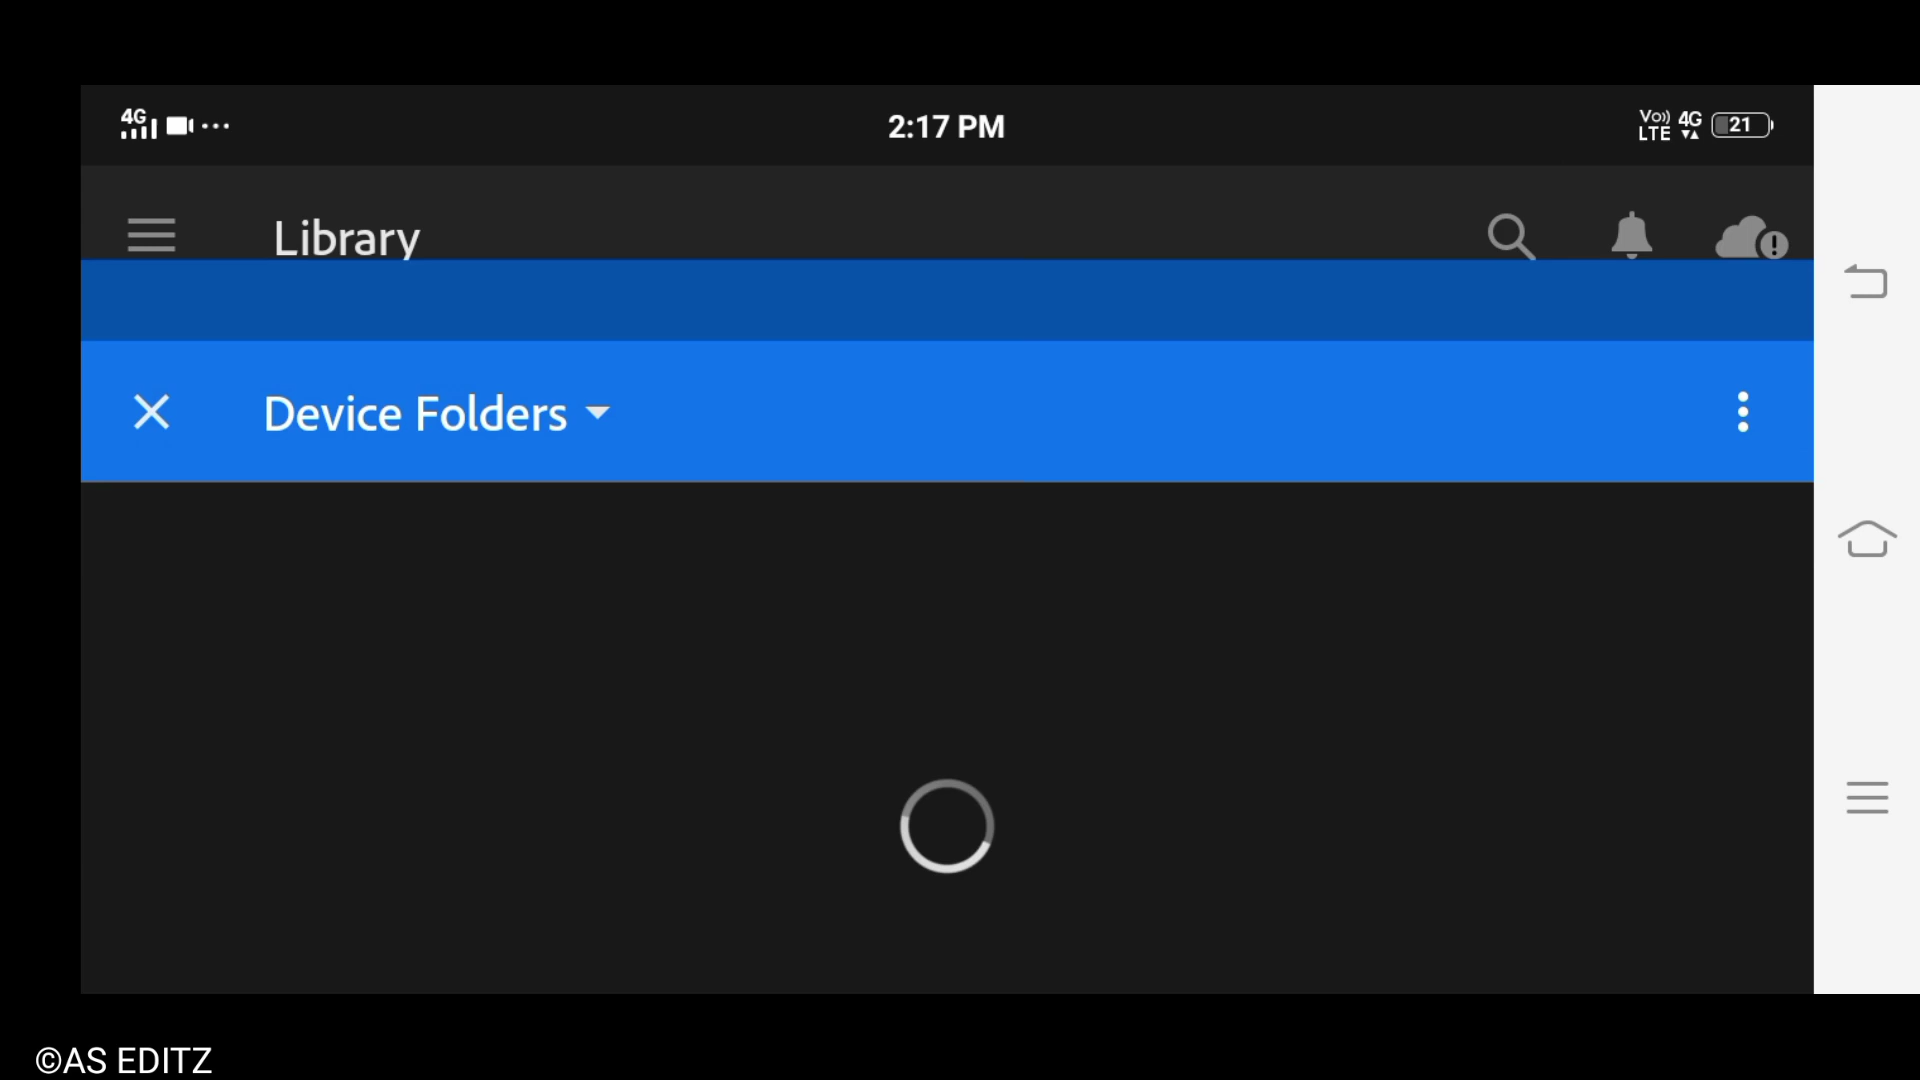 4G
2:17 PM
Vo)) LTE 4G 21
Library
Device Folders
©AS EDITZ